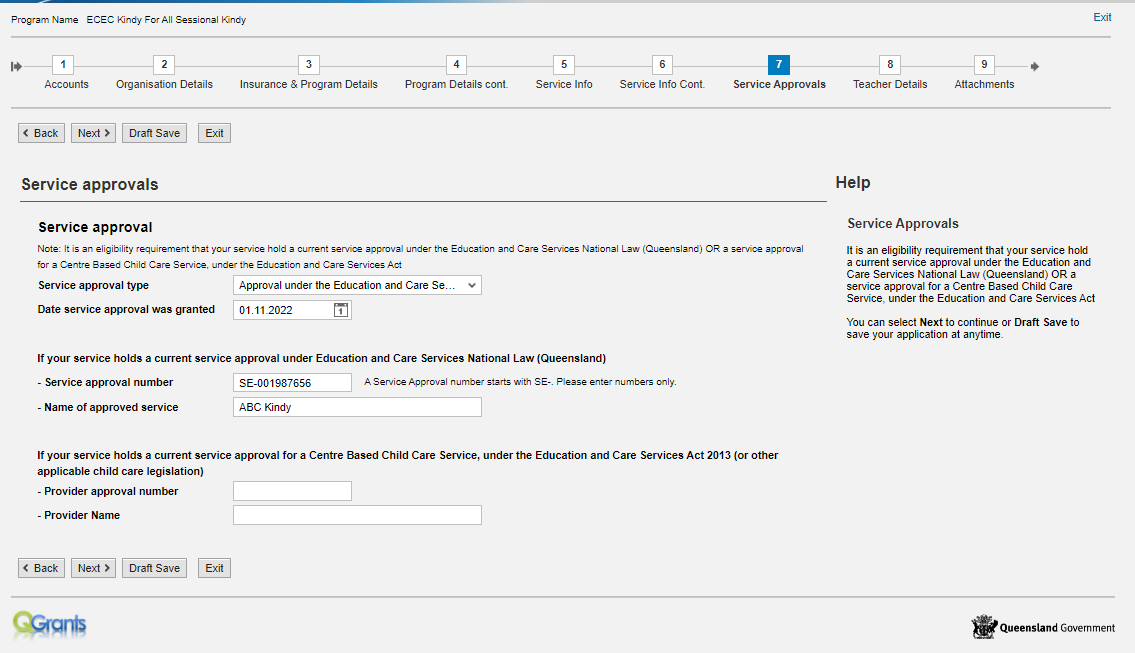 Program Name ECEC Kindy For All Sessional Kindy
Exit
1 2 3 4 5 6 7 8 9
Accounts Organisation Details Insurance & Program Details Program Details cont. Service Info Service Info Cont. Service Approvals Teacher Details Attachments
Back Next Draft Save Exit
Service approvals
Service approval
Note: It is an eligibility requirement that your service hold a current service approval under the Education and Care Services National Law (Queensland) OR a service approval
for a Centre Based Child Care Service, under the Education and Care Services Act
Service approval type Approval under the Education and Care Se...
Date service approval was granted 01.11.2022 1
If your service holds a current service approval under Education and Care Services National Law (Queensland)
- Service approval number SE-001987656 A Service Approval number starts with SE-. Please enter numbers only.
- Name of approved service ABC Kindy
If your service holds a current service approval for a Centre Based Child Care Service, under the Education and Care Services Act 2013 (or other
applicable child care legislation)
- Provider approval number
- Provider Name
Back Next Draft Save Exit
Help
Service Approvals
It is an eligibility requirement that your service hold
a current service approval under the Education and
Care Services National Law (Queensland) OR a
service approval for a Centre Based Child Care
Service, under the Education and Care Services Act
You can select Next to continue or Draft Save to
save your application at anytime.
QGrants
Queensland Government